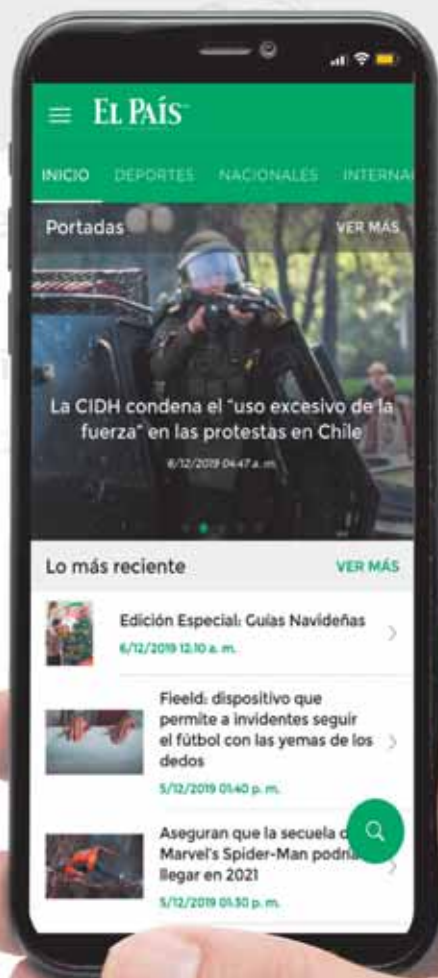 EL PAÍS
INICIO DEPORTES NACIONALES INTERNA
Portadas VER MÁS
La CIDH condena el "uso excesivo de la
fuerza" en las protestas en Chile
6/12/2019 04:47 a. m.
Lo más reciente VER MÁS
Edición Especial: Guías Navideñas
6/12/2019 12:10 a. m.
Fieeld: dispositivo que
permite a invidentes seguir
el fútbol con las yemas de los
dedos
5/12/2019 01:40 p. m.
Aseguran que la secuela d
Marvel's Spider-Man podría
llegar en 2021
5/12/2019 01:30 p. m.